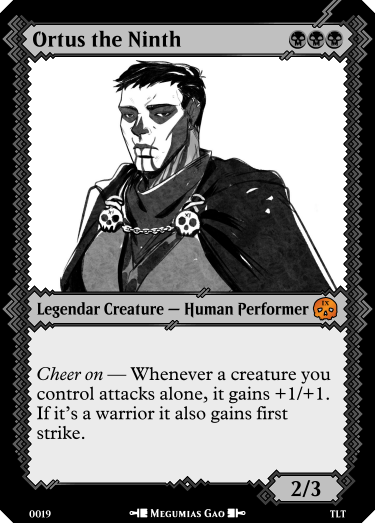 Ortus the Ninth
Legendar Creature — Human Performer
IX
Cheer on — Whenever a creature you
control attacks alone, it gains +1/+1.
If it's a warrior it also gains first
strike.
2/3
0019 Megumias Gao TLT